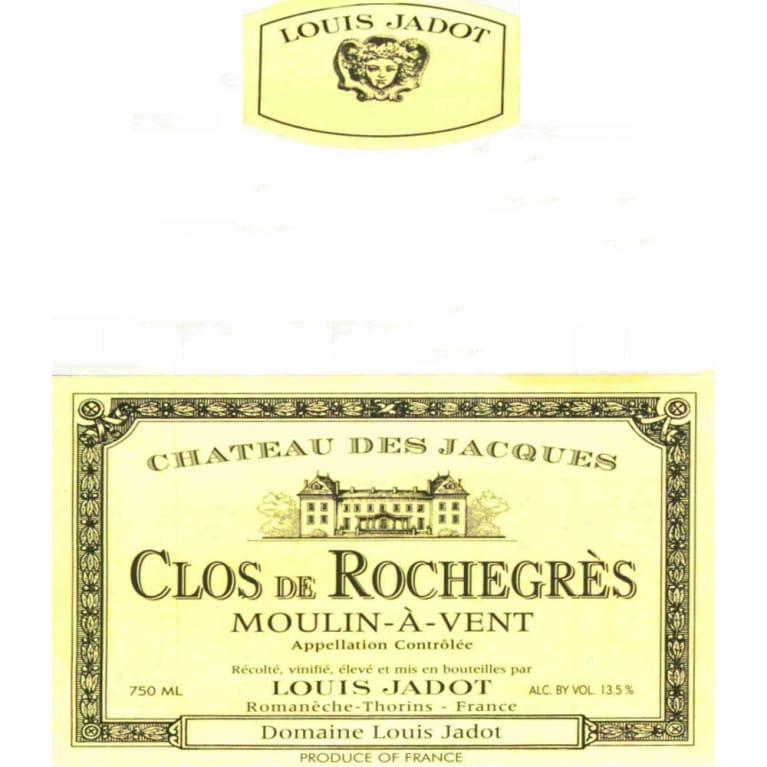 LOUIS JADOT
CHATEAU DES JACQUES
CLOS DE ROCHEGRÈS
MOULIN-À-VENT
Appellation Contrôlée
Récolté, vinifié, élevé et mis en bouteilles par
750 ML LOUIS JADOT ALC. BY VOL. 13.5 %
Romanèche-Thorins - France
Domaine Louis Jadot
PRODUCE OF FRANCE